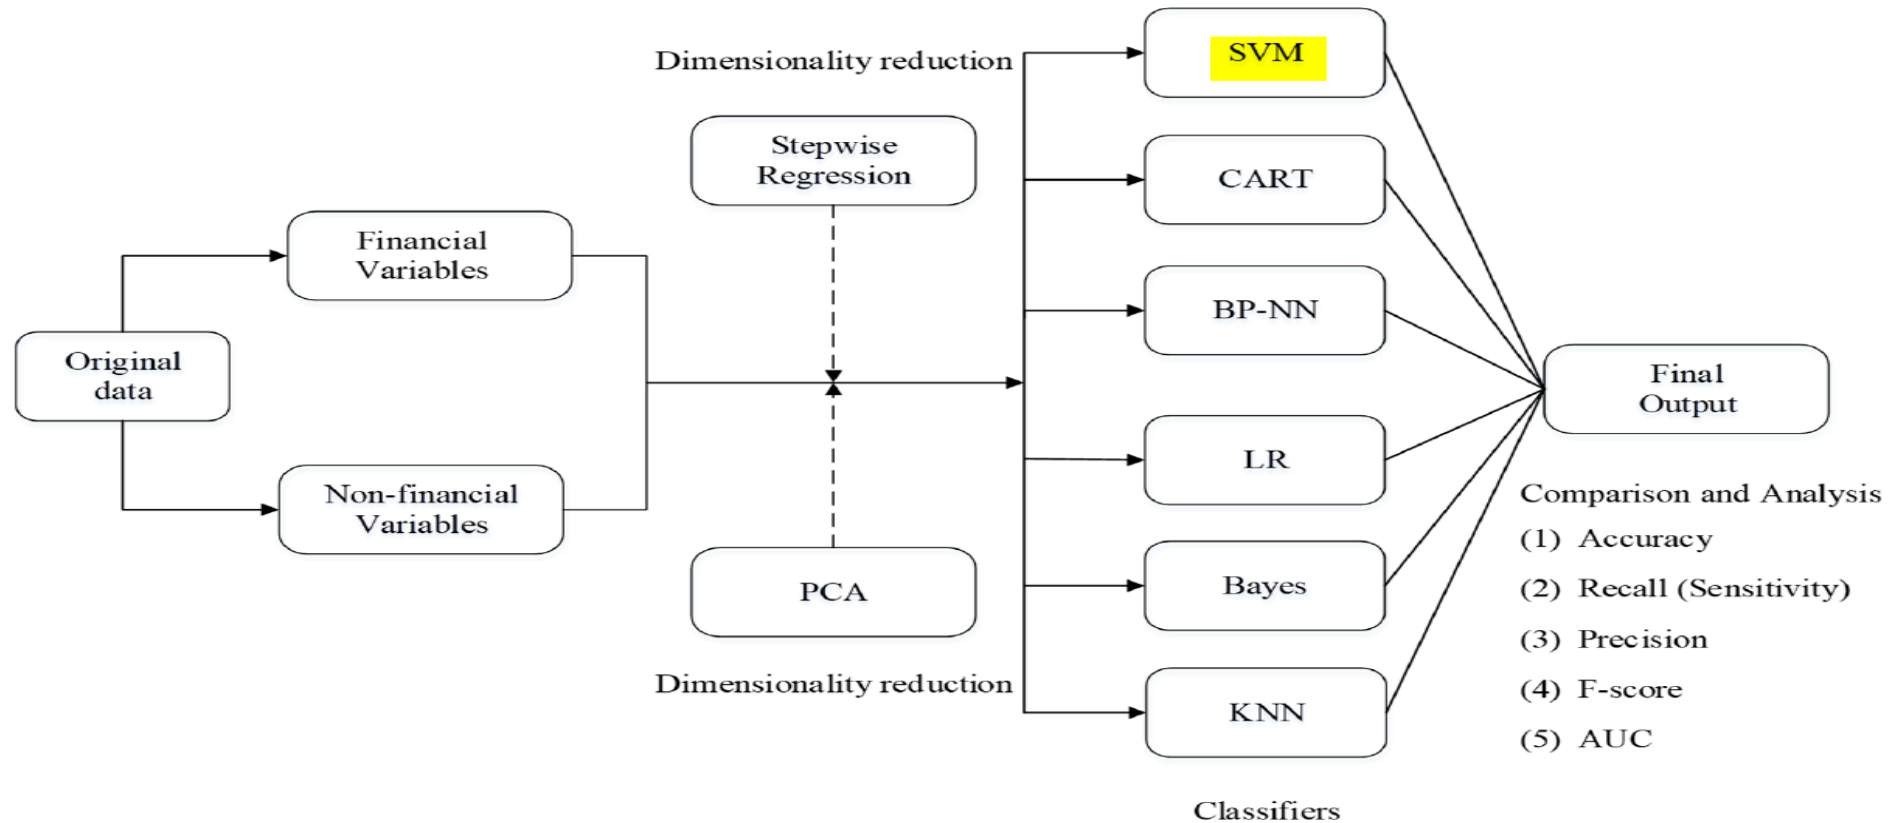 Original
data
Financial
Variables
Non-financial
Variables
Dimensionality reduction
Stepwise
Regression
PCA
Dimensionality reduction
SVM
CART
BP-NN
LR
Bayes
KNN
Classifiers
Final
Output
Comparison and Analysis
(1) Accuracy
(2) Recall (Sensitivity)
(3) Precision
(4) F-score
(5) AUC